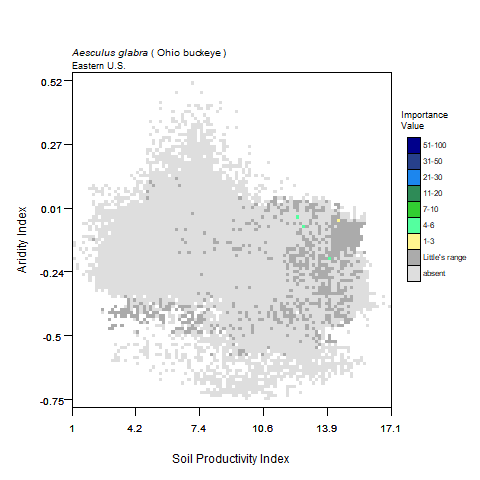 Aesculus glabra ( Ohio buckeye )
Eastern U.S.
Importance
Value
51-100
31-50
21-30
11-20
7-10
4-6
1-3
Little's range
absent
Aridity Index
0.52
0.27
0.01
-0.24
-0.5
-0.75
1
4.2
7.4
10.6
13.9
17.1
Soil Productivity Index